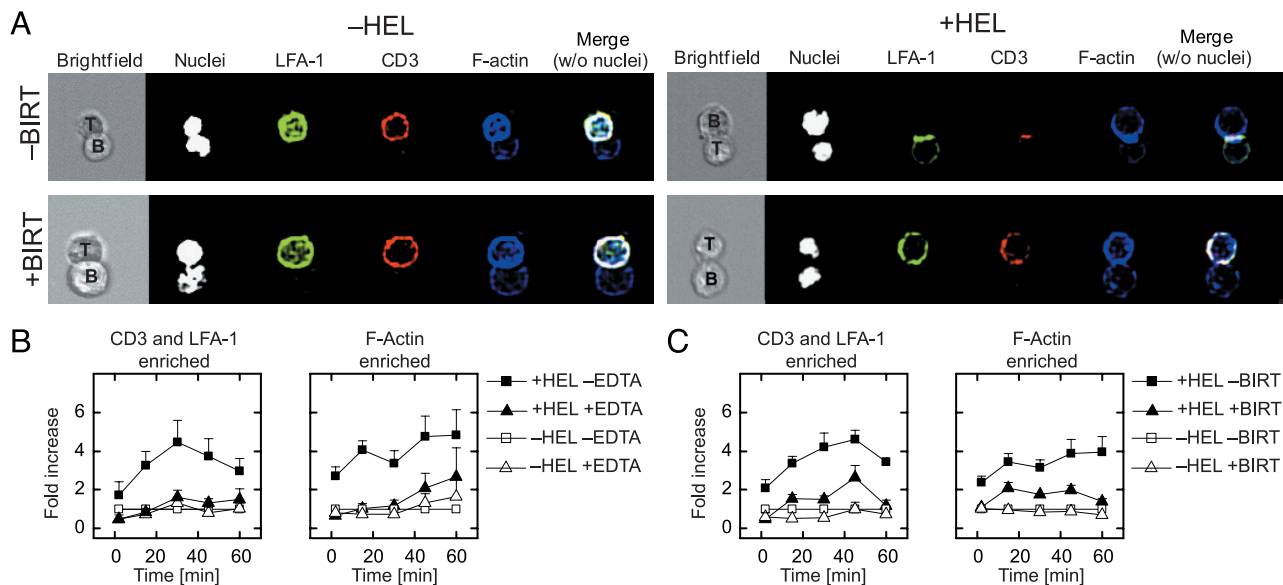 A
–HEL
Brightfield Nuclei LFA-1 CD3 F-actin Merge
(w/o nuclei)
–BIRT
T
B
+BIRT
T
B
+HEL
Nuclei LFA-1 CD3 F-actin Merge
(w/o nuclei)
B
T
T
B
B
CD3 and LFA-1
enriched
Fold increase
6
4
2
0
0 20 40 60
Time [min]
F-Actin
enriched
0 20 40 60
Time [min]
+HEL –EDTA
+HEL +EDTA
–HEL –EDTA
–HEL +EDTA
C
CD3 and LFA-1
enriched
Fold increase
6
4
2
0
0 20 40 60
Time [min]
F-Actin
enriched
0 20 40 60
Time [min]
+HEL –BIRT
+HEL +BIRT
–HEL –BIRT
–HEL +BIRT